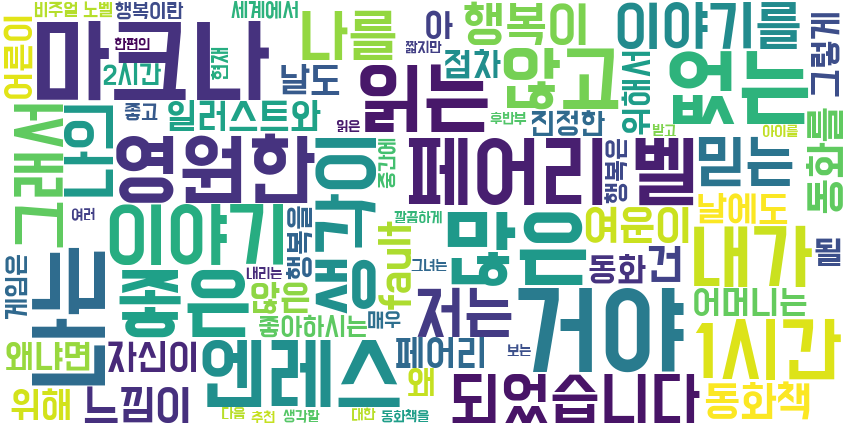 비주얼 노벨
행복이란
세계에서
어른이
마크나
한편의
2시간
현재
나를
날도
아
짧지만
행복이
이야기를
그렇게
점차
않고
위해서
없는
읽는
좋고
일러스트와
읽은
후반부
진정한
받고
아이를
그래서
나의
영원한
중간에
페어리벨
행복은
믿는
동화를
여러
이야기
행복을
생각이
깔끔하게
많은
여운이
날에도
될
게임은
나는
좋은
내리는
않은
fault
그녀는
동화
건
내가
좋아하시는
매우
저는
거야
어머니는
1시간
왜냐면
자신이
엔레스
페어리
보는
왜
위해
느낌이
다음
추천
생각할
대한
동화책을
되었습니다
동화책